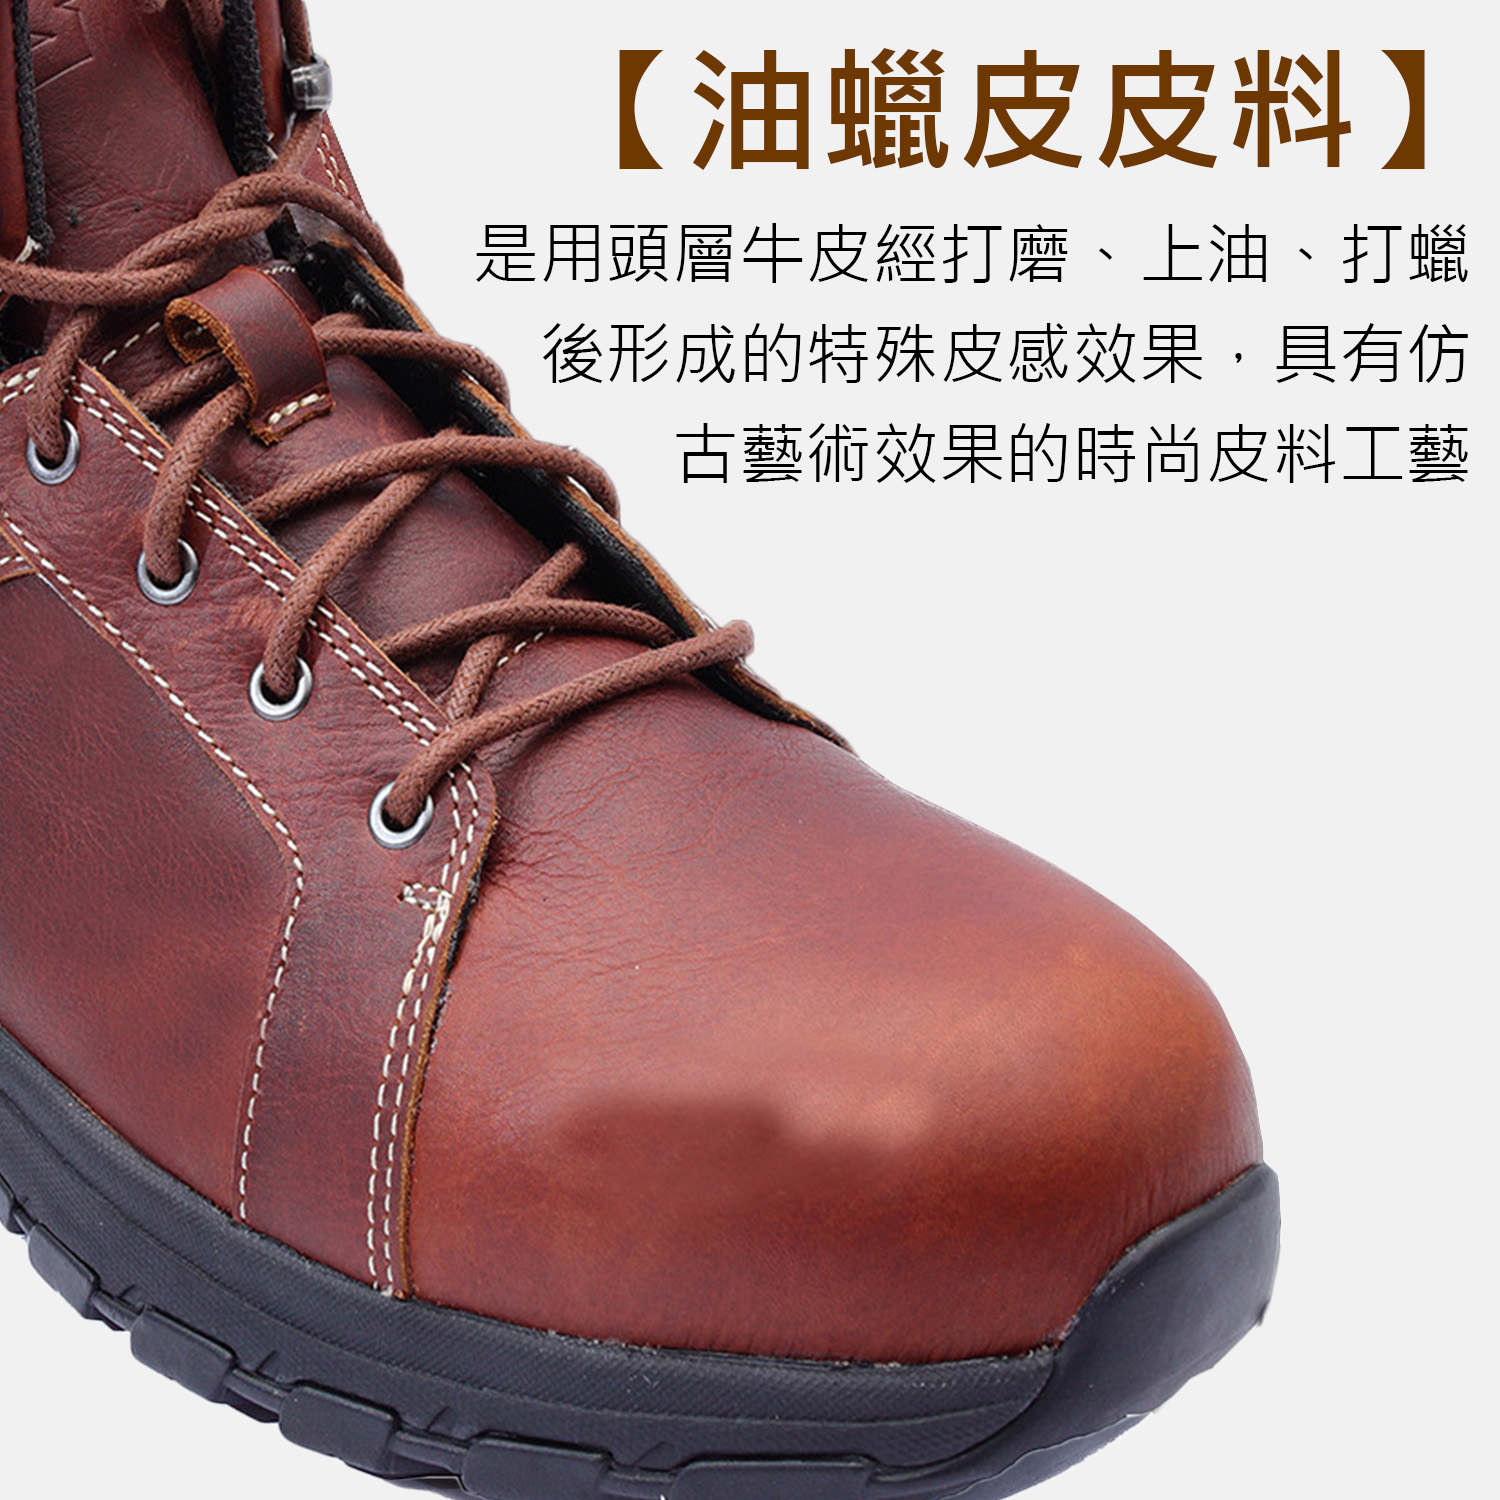 【油蠟皮皮料】
是用頭層牛皮經打磨、上油、打蠟
後形成的特殊皮感效果，具有仿
古藝術效果的時尚皮料工藝